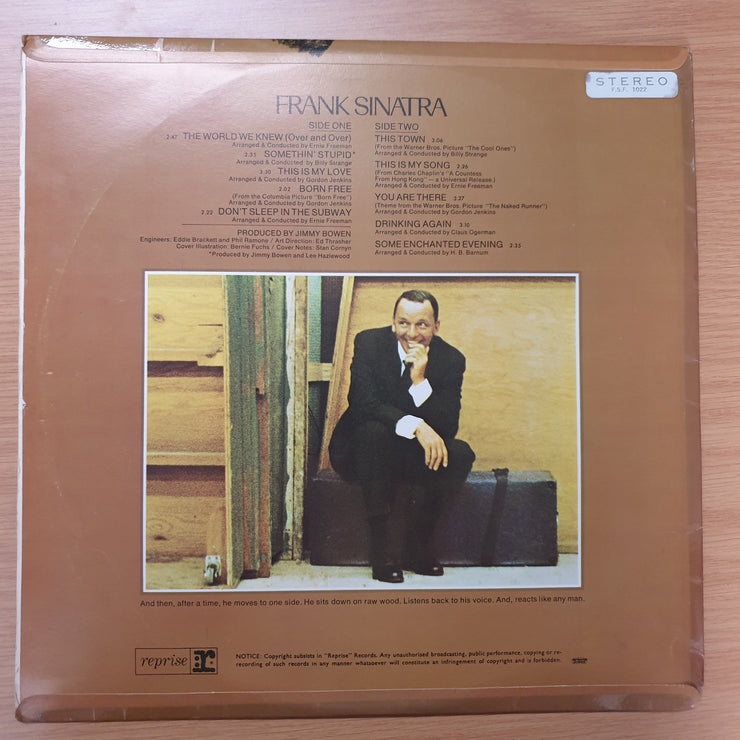 STEREO
F.S.F. 1022
FRANK SINATRA
SIDE ONE
2.47 THE WORLD WE KNEW (Over and Over)
Arranged & Conducted by Ernie Freeman
2.35 SOMETHIN' STUPID*
Arranged & Conducted by Billy Strange
3.10 THIS IS MY LOVE
Arranged & Conducted by Gordon Jenkins
2.02 BORN FREE
(From the Columbia Picture "Born Free")
Arranged & Conducted by Gordon Jenkins
2.23 DON'T SLEEP IN THE SUBWAY
Arranged & Conducted by Ernie Freeman
PRODUCED BY JIMMY BOWEN
Engineers: Eddie Brackett and Phil Ramone / Art Direction: Ed Thrasher
Cover Illustration: Bernie Fuchs / Cover Notes: Stan Cornyn
*Produced by Jimmy Bowen and Lee Hazlewood
SIDE TWO
THIS TOWN 3:06
(From the Warner Bros. Picture "The Cool Ones")
Arranged & Conducted by Billy Strange
THIS IS MY SONG 2.26
(From Charles Chaplin's "A Countess
From Hong Kong" — a Universal Release.)
Arranged & Conducted by Ernie Freeman
YOU ARE THERE 3:27
(Theme from the Warner Bros. Picture "The Naked Runner")
Arranged & Conducted by Gordon Jenkins
DRINKING AGAIN 3.10
Arranged & Conducted by Claus Ogerman
SOME ENCHANTED EVENING 2:35
Arranged & Conducted by H. B. Barnum
And then, after a time, he moves to one side. He sits down on raw wood. Listens back to his voice. And, reacts like any man.
reprise r:
NOTICE: Copyright subsists in "Reprise" Records. Any unauthorised broadcasting, public performance, copying or re-
recording of such records in any manner whatsoever will constitute an infringement of copyright and is forbidden.